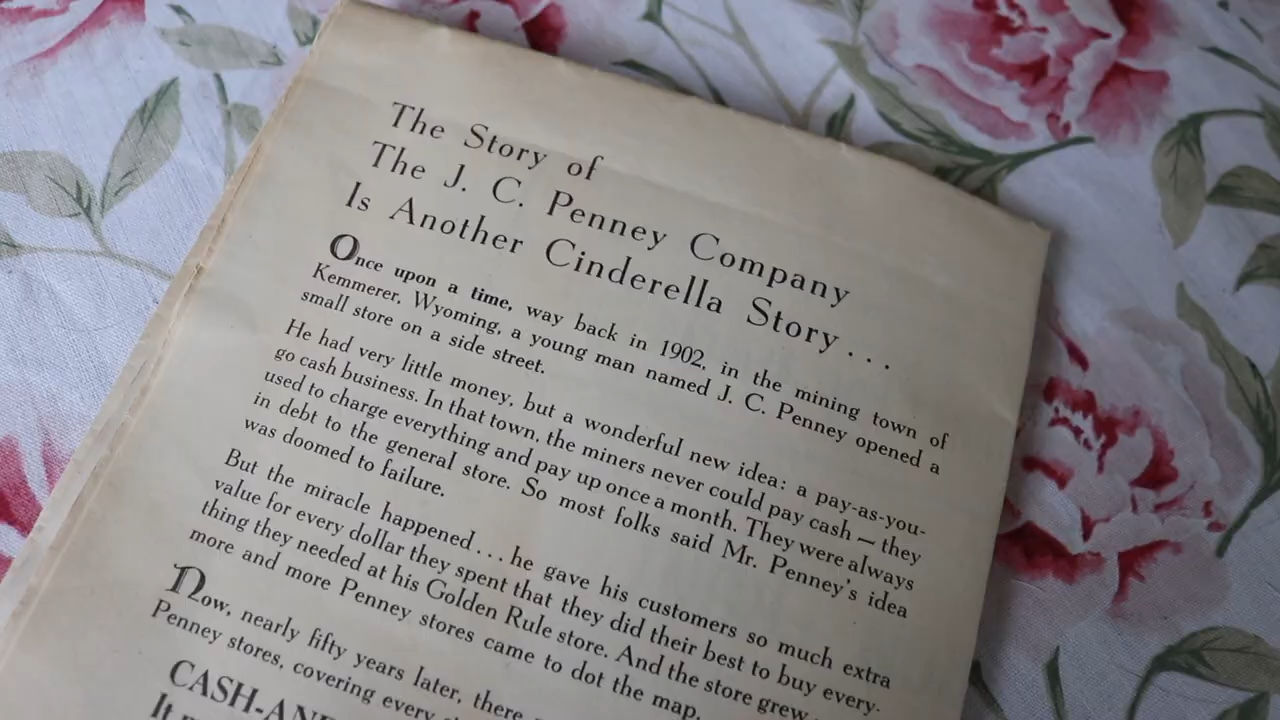 The Story of
The J. C. Penney Company
Is Another Cinderella Story . . .
Once upon a time, way back in 1902, in the mining town of
Kemmerer, Wyoming, a young man named J. C. Penney opened a
small store on a side street.
He had very little money, but a wonderful new idea: a pay-as-you-
go cash business. In that town, the miners never could pay cash — they
used to charge everything and pay up once a month. They were always
in debt to the general store. So most folks said Mr. Penney's idea
was doomed to failure.
But the miracle happened . . . he gave his customers so much extra
value for every dollar they spent that they did their best to buy every-
thing they needed at his Golden Rule store. And the store grew
more and more Penney stores came to dot the map.
Now, nearly fifty years later, there
Penney stores, covering every